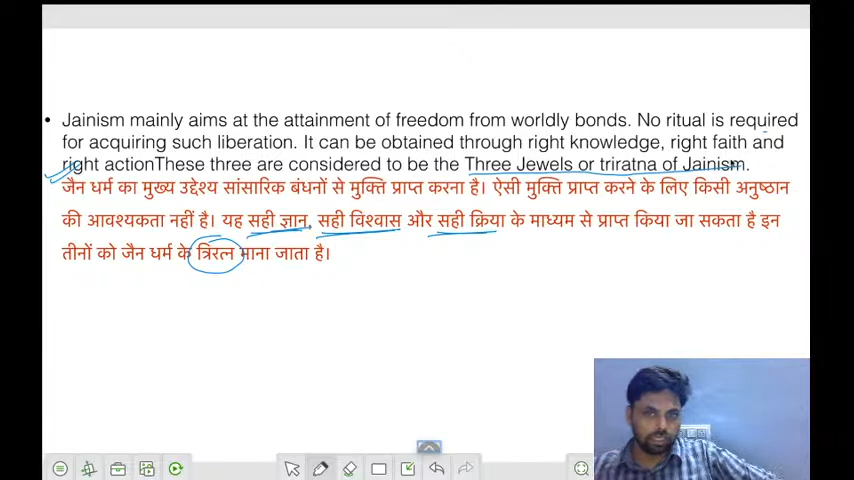 • Jainism mainly aims at the attainment of freedom from worldly bonds. No ritual is required
for acquiring such liberation. It can be obtained through right knowledge, right faith and
right actionThese three are considered to be the Three Jewels or triratna of Jainism.
जैन धर्म का मुख्य उद्देश्य सांसारिक बंधनों से मुक्ति प्राप्त करना है। ऐसी मुक्ति प्राप्त करने के लिए किसी अनुष्ठान
की आवश्यकता नहीं है। यह सही ज्ञान, सही विश्वास और सही क्रिया के माध्यम से प्राप्त किया जा सकता है इन
तीनों को जैन धर्म के त्रिरत्न माना जाता है।